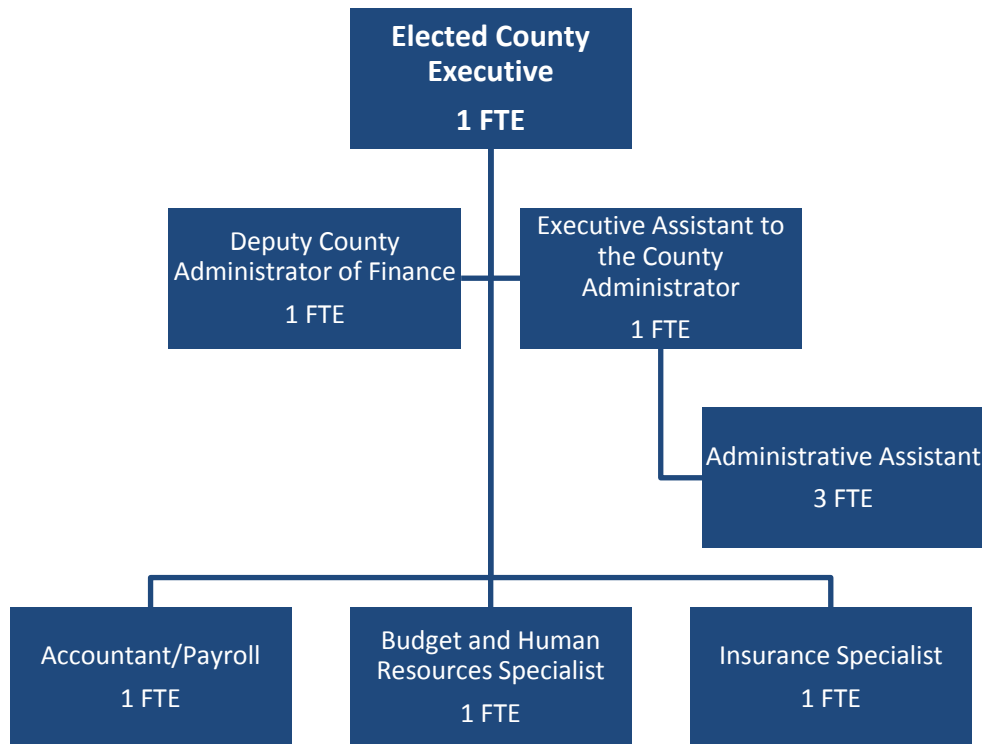 Elected County
Executive
1 FTE
Deputy County
Administrator of Finance
1 FTE
Executive Assistant to
the County
Administrator
1 FTE
Administrative Assistant
3 FTE
Accountant/Payroll
1 FTE
Budget and Human
Resources Specialist
1 FTE
Insurance Specialist
1 FTE